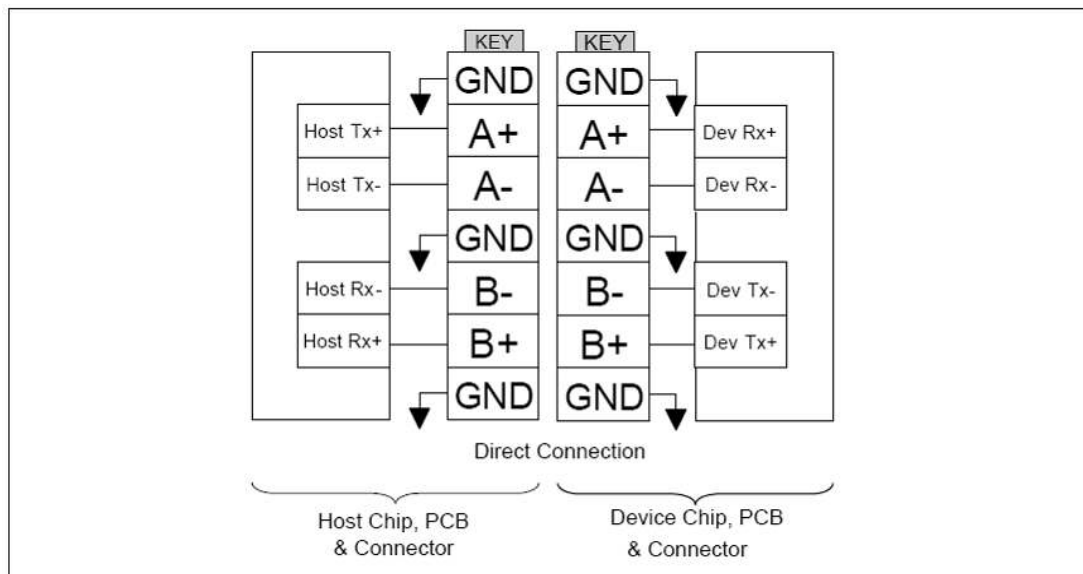 KEY KEY
GND GND
Host Tx+ A+ A+ Dev Rx+
Host Tx- A- A- Dev Rx-
GND GND
Host Rx- B- B- Dev Tx-
Host Rx+ B+ B+ Dev Tx+
GND GND
Direct Connection
Host Chip, PCB
& Connector
Device Chip, PCB
& Connector